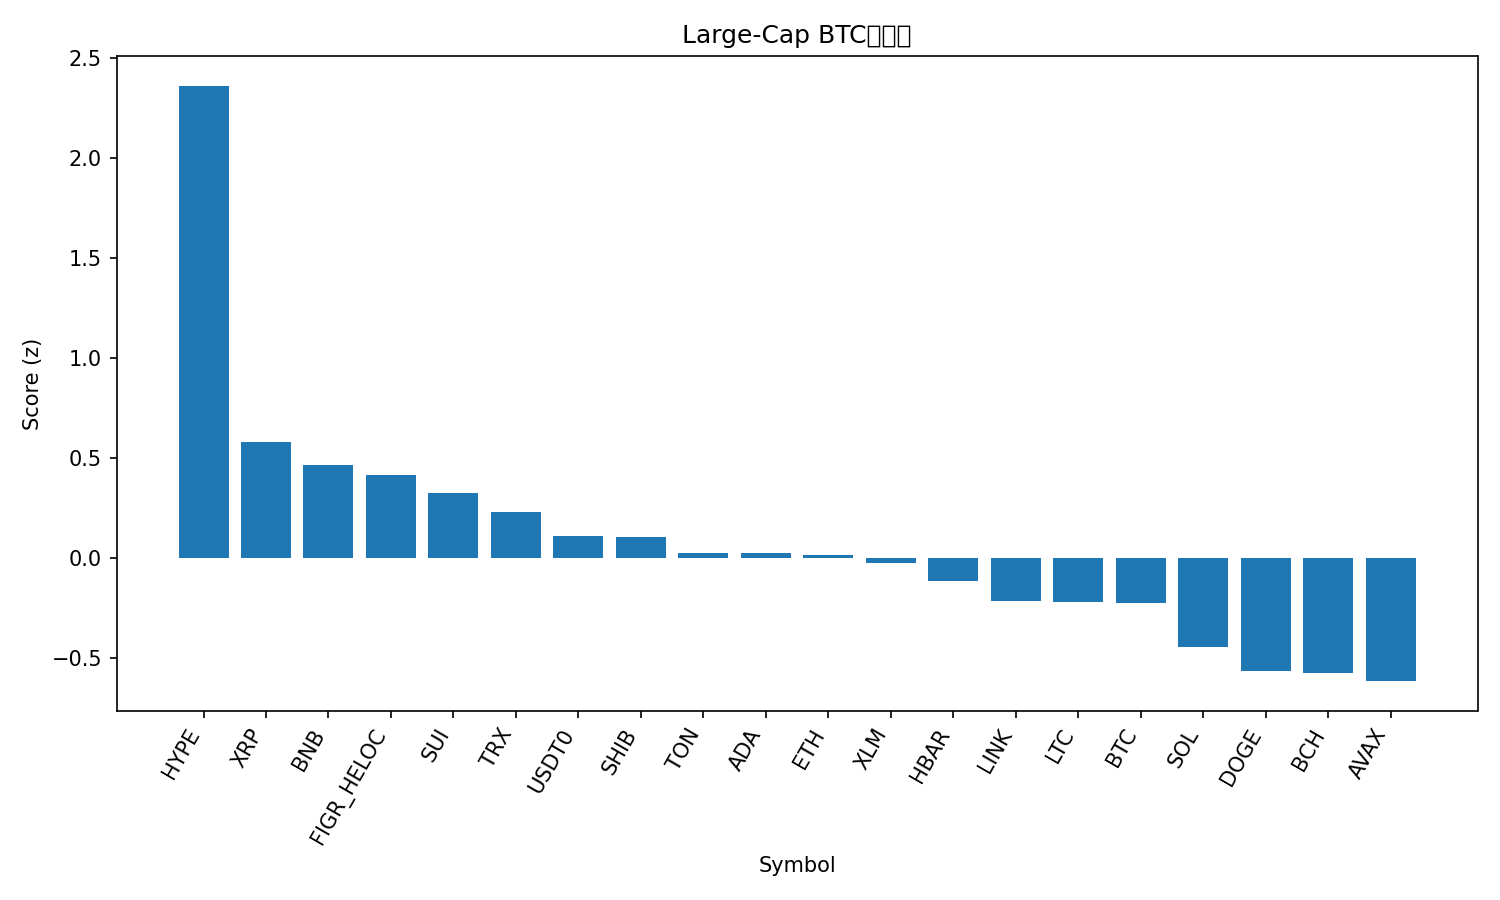 Large-Cap BTC
Score (z)
2.5
2.0
1.5
1.0
0.5
0.0
−0.5
HYPE
XRP
BNB
FIGR_HELOC
SUI
TRX
USDT0
SHIB
TON
ADA
ETH
XLM
HBAR
LINK
LTC
BTC
SOL
DOGE
BCH
AVAX
Symbol